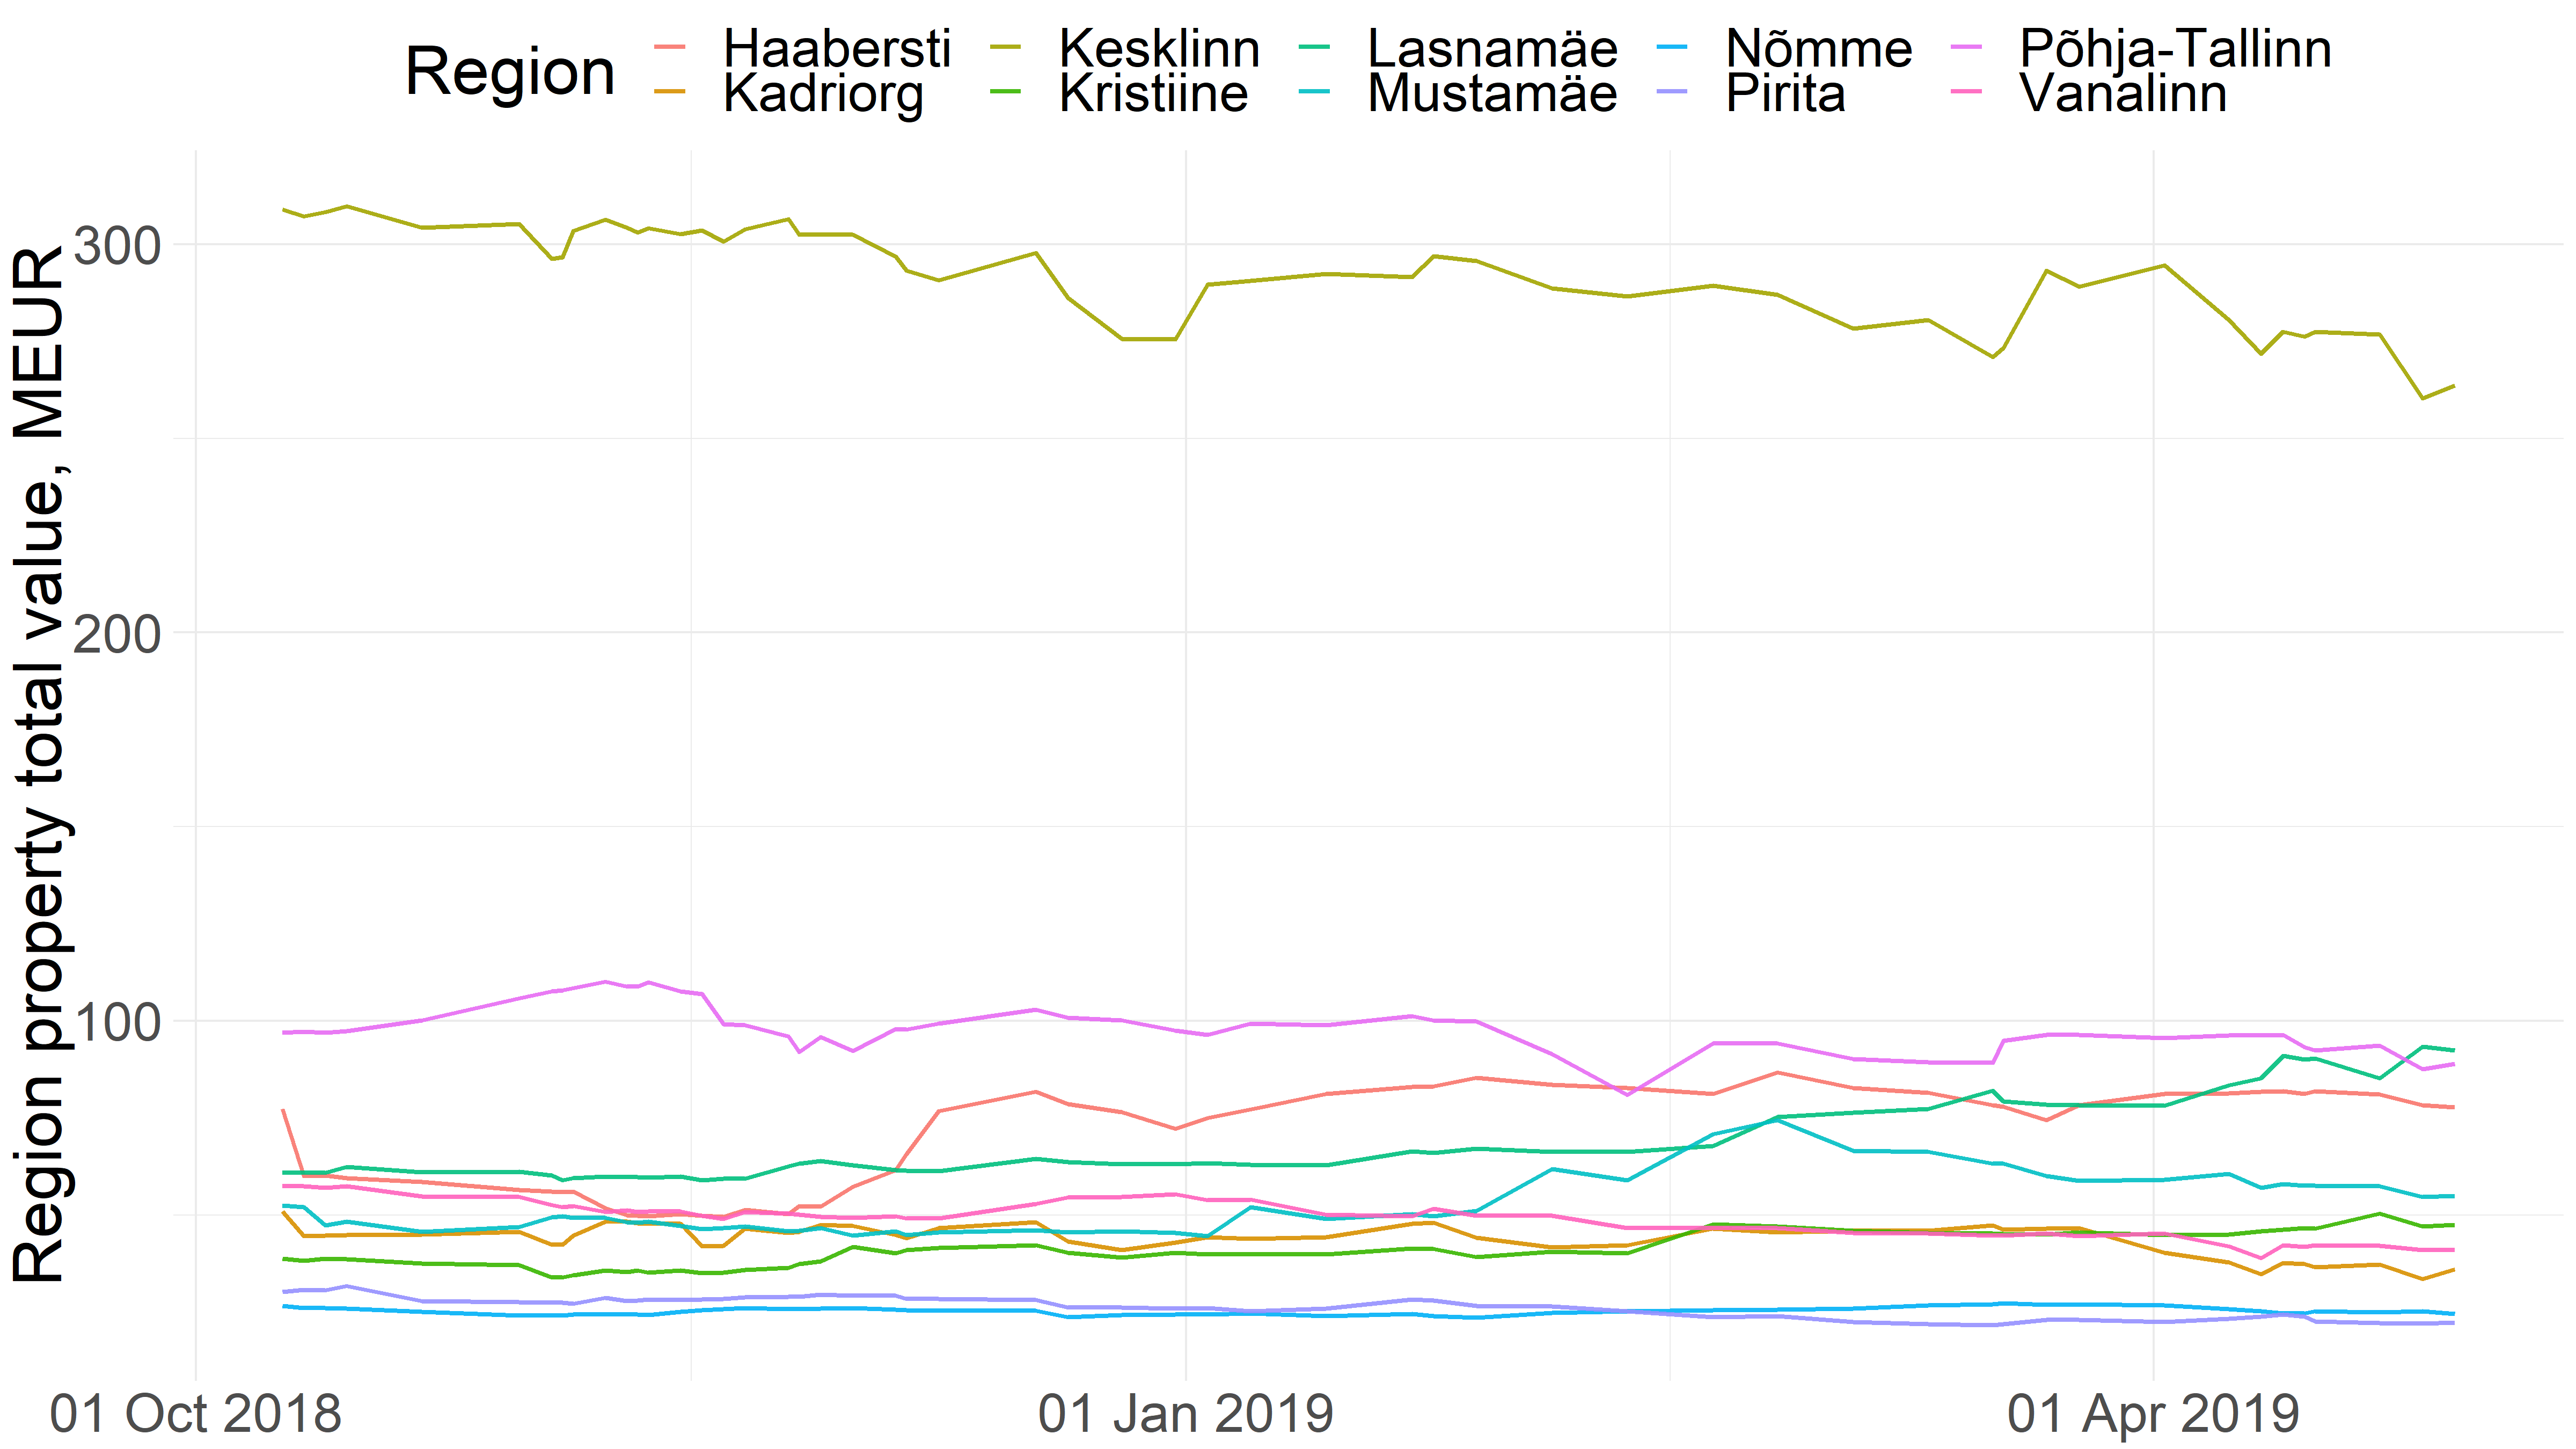 Region
Haabersti
Kesklinn
Lasnamäe
Nõmme
Põhja-Tallinn
Kadriorg
Kristiine
Mustamäe
Pirita
Vanalinn
Region property total value, MEUR
300
200
100
01 Oct 2018
01 Jan 2019
01 Apr 2019